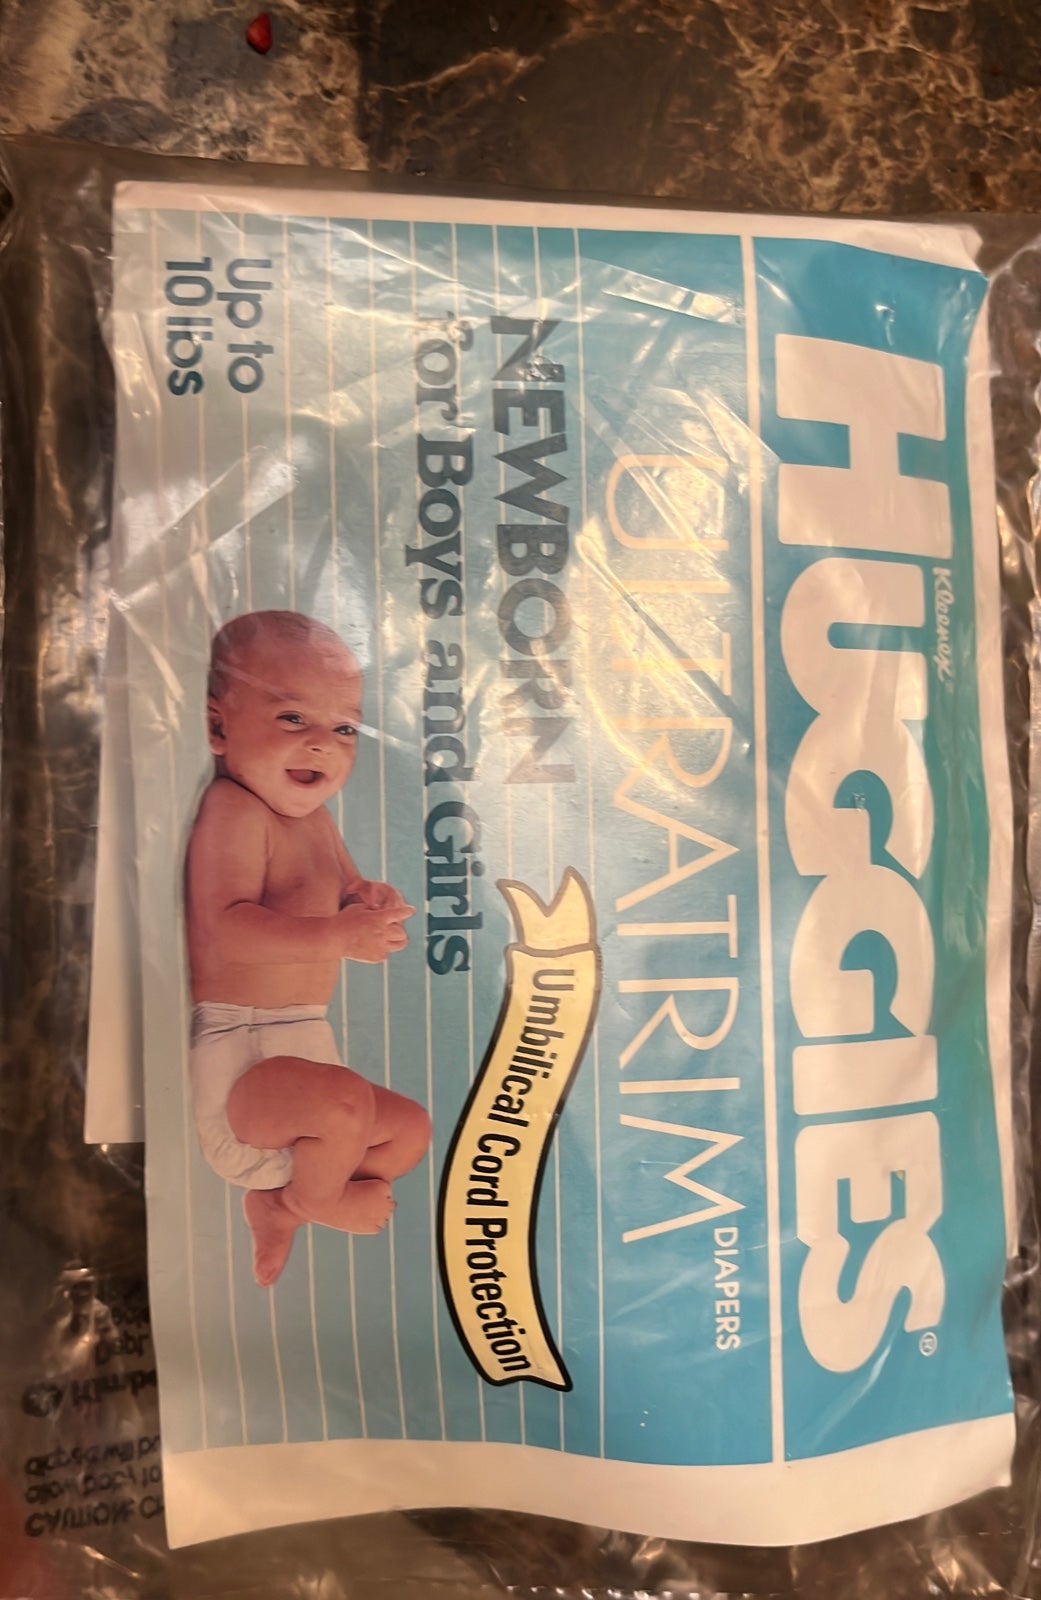 Kleenex
HUGGIES®
ULTRATRIM DIAPERS
NEWBORN
for Boys and Girls
Umbilical Cord Protection
Up to
10 lbs